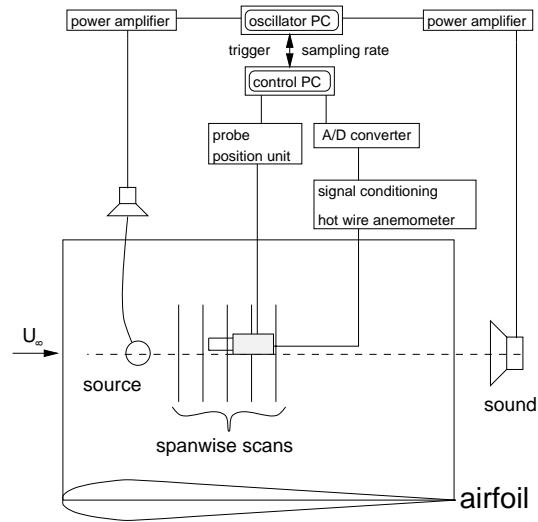 power amplifier
oscillator PC
power amplifier
trigger
sampling rate
control PC
probe
position unit
A/D converter
signal conditioning
hot wire anemometer
U∞
source
sound
spanwise scans
airfoil